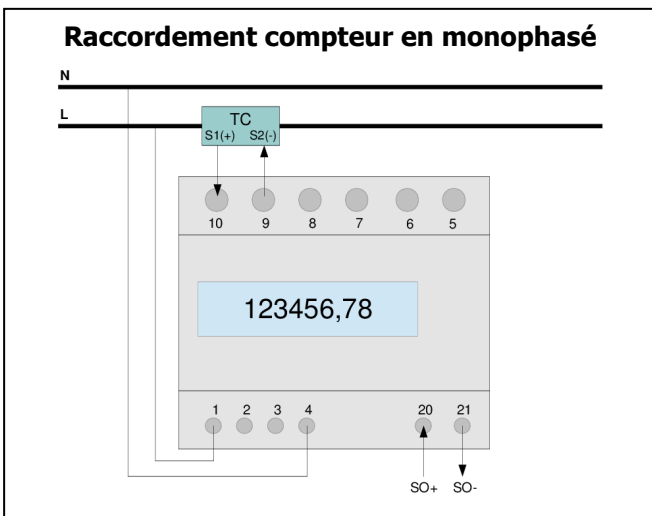 Raccordement compteur en monophasé
N
L
TC
S1(+) S2(-)
10 9 8 7 6 5
123456,78
1 2 3 4 20 21
SO+ SO-